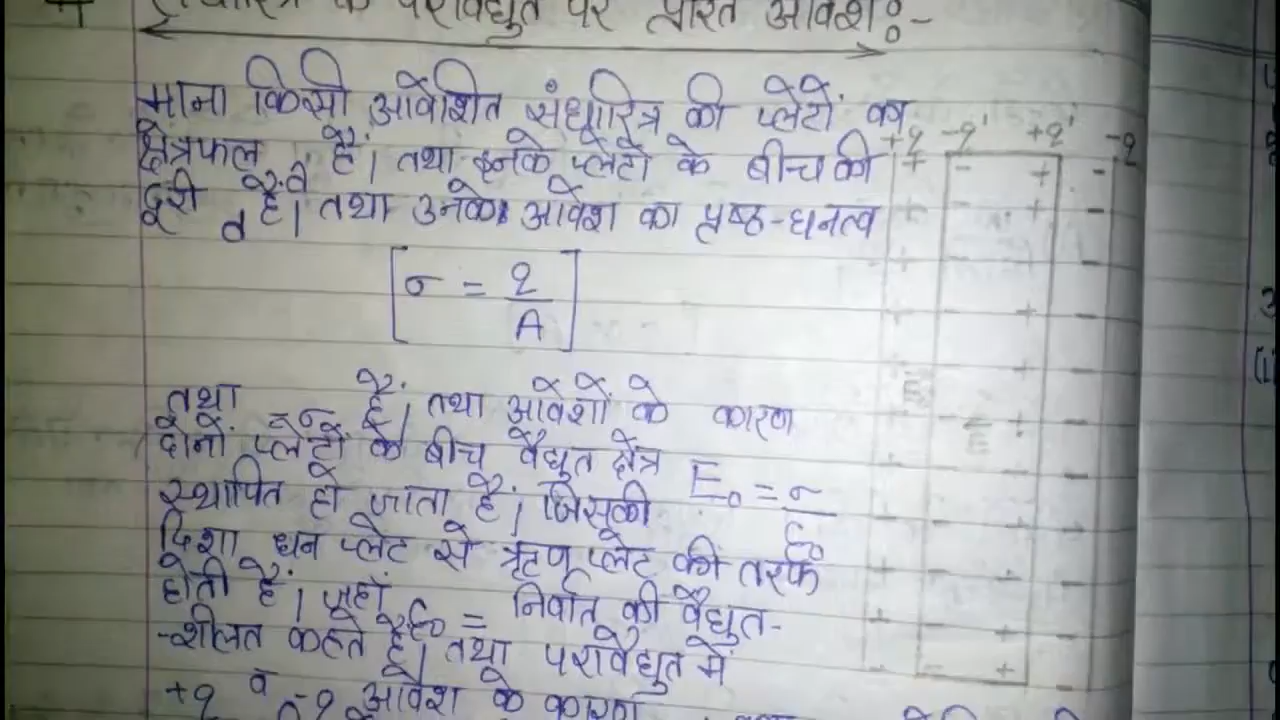 के परावैद्युत पर प्रेरित आवेश:-
माना किसी आवेशित संधारित्र की प्लेटों का
क्षेत्रफल है। तथा इनके प्लेटों के बीच की
दूरी d है। तथा उनके आवेश का पृष्ठ-घनत्व
+q -q' +q' -q
[σ = q/A]
तथा -σ है। तथा आवेशों के कारण
दोनों प्लेटों के बीच वैद्युत क्षेत्र E₀ = σ/ε₀
स्थापित हो जाता है। जिसकी
दिशा धन प्लेट से ऋण प्लेट की तरफ
होती है। जहाँ ε₀ = निर्वात की वैद्युत-
-शीलत कहते है। तथा परावैद्युत में
+q व -q आवेश के कारण